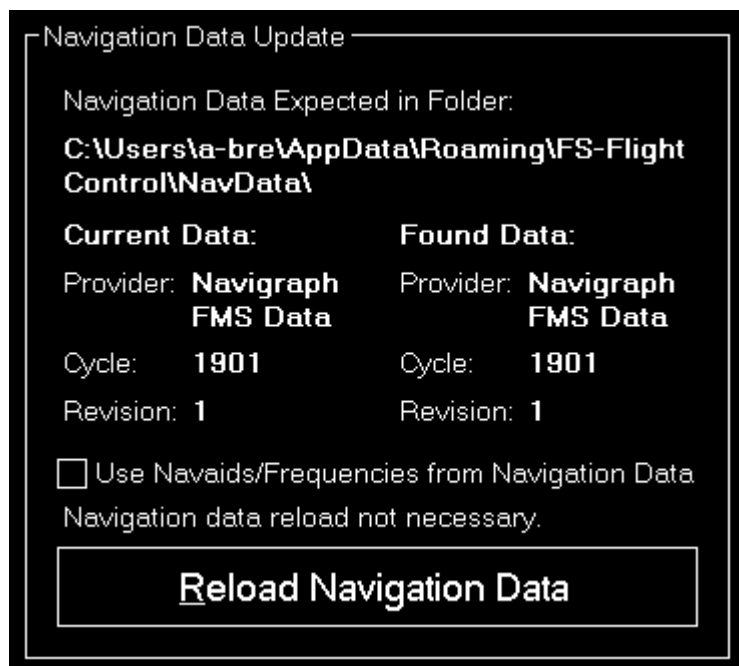 Navigation Data Update
Navigation Data Expected in Folder:
C:\Users\a-bre\AppData\Roaming\FS-Flight
Control\NavData\
Current Data: Found Data:
Provider: Navigraph Provider: Navigraph
FMS Data FMS Data
Cycle: 1901 Cycle: 1901
Revision: 1 Revision: 1
Use Navaids/Frequencies from Navigation Data
Navigation data reload not necessary.
Reload Navigation Data